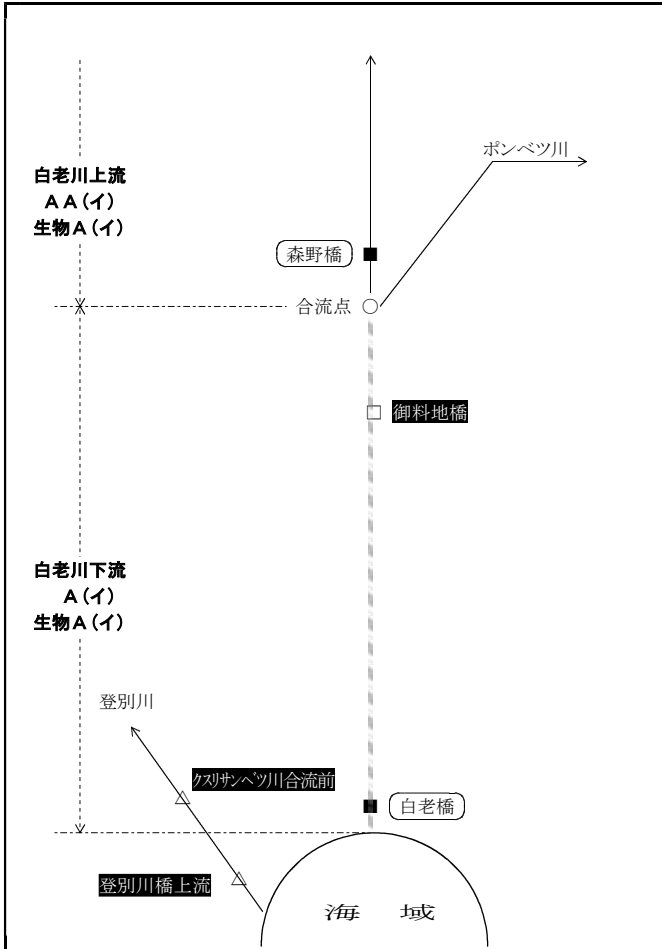 白老川上流
AA(イ)
生物A(イ)
ポンベツ川
森野橋
合流点
御料地橋
白老川下流
A(イ)
生物A(イ)
登別川
クスリサンベツ川合流前
白老橋
登別川橋上流
海域